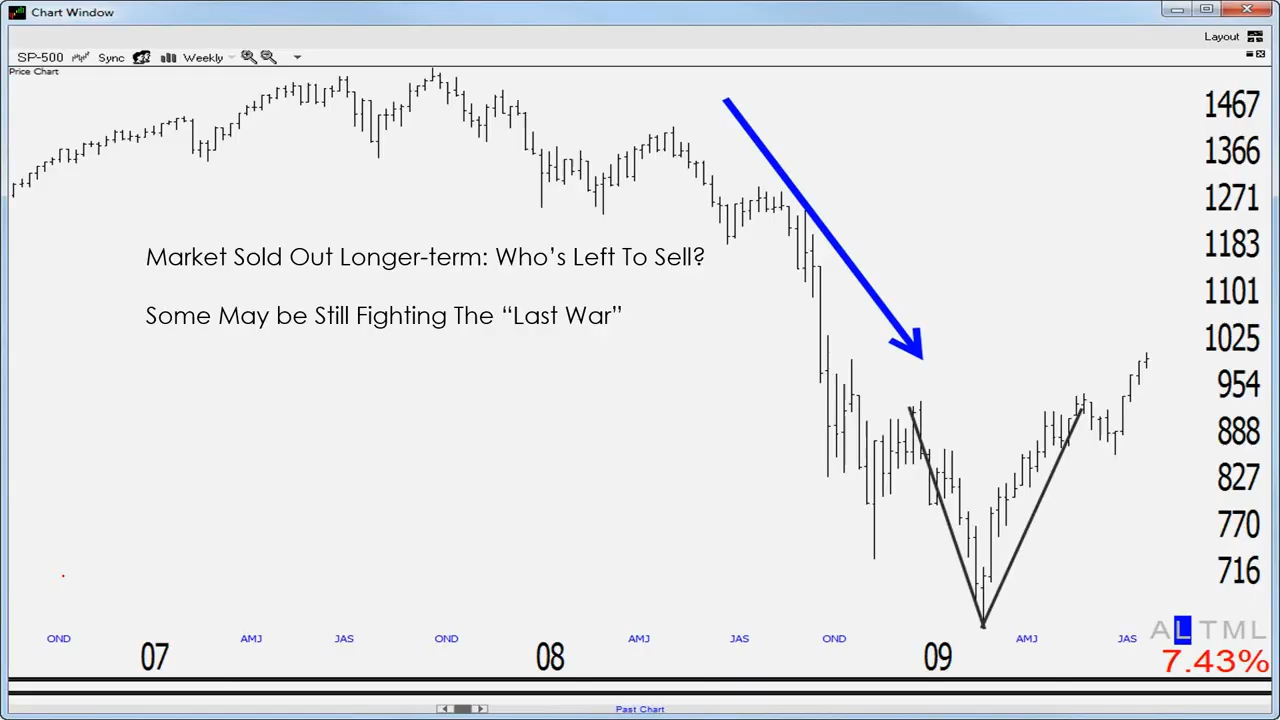 Chart Window
Layout
SP-500 Sync Weekly
Price Chart
1467
1366
1271
1183
1101
1025
954
888
827
770
716
Market Sold Out Longer-term: Who’s Left To Sell?
Some May be Still Fighting The “Last War”
OND AMJ JAS OND AMJ JAS OND AMJ JAS
07 08 09
A L T M L
7.43%
Past Chart